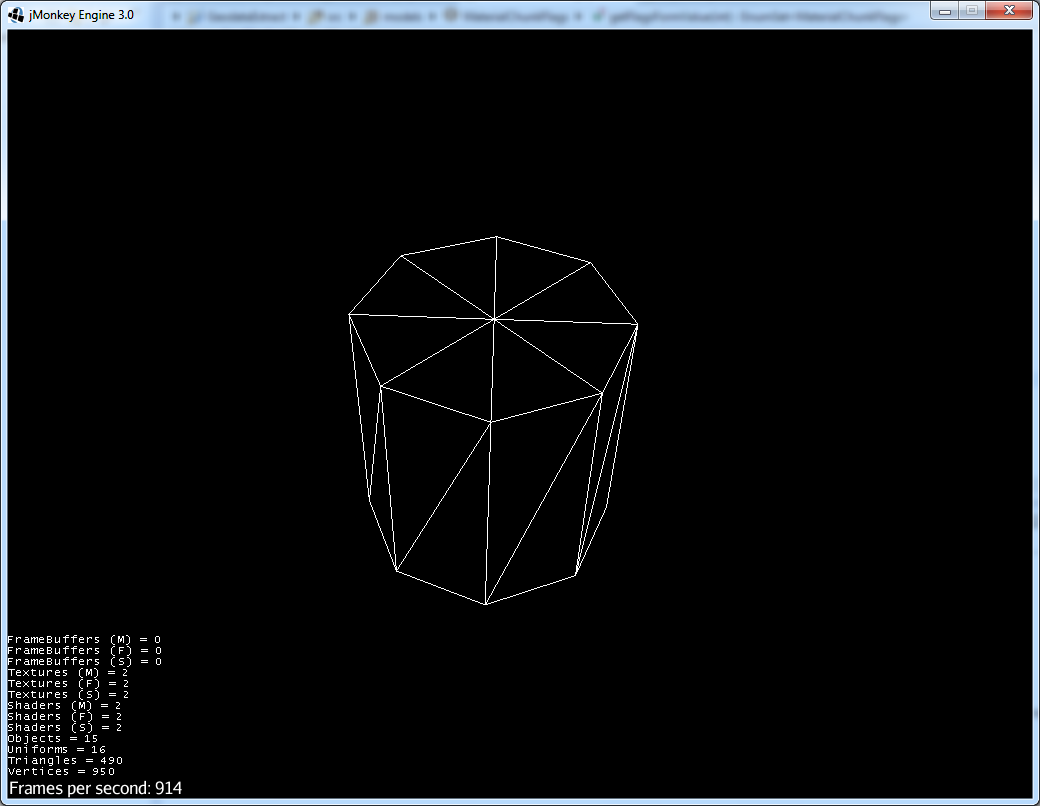 jMonkey Engine 3.0
FrameBuffers (M) = 0
FrameBuffers (F) = 0
FrameBuffers (S) = 0
Textures (M) = 2
Textures (F) = 2
Textures (S) = 2
Shaders (M) = 2
Shaders (F) = 2
Shaders (S) = 2
Objects = 15
Uniforms = 16
Triangles = 490
Vertices = 950
Frames per second: 914